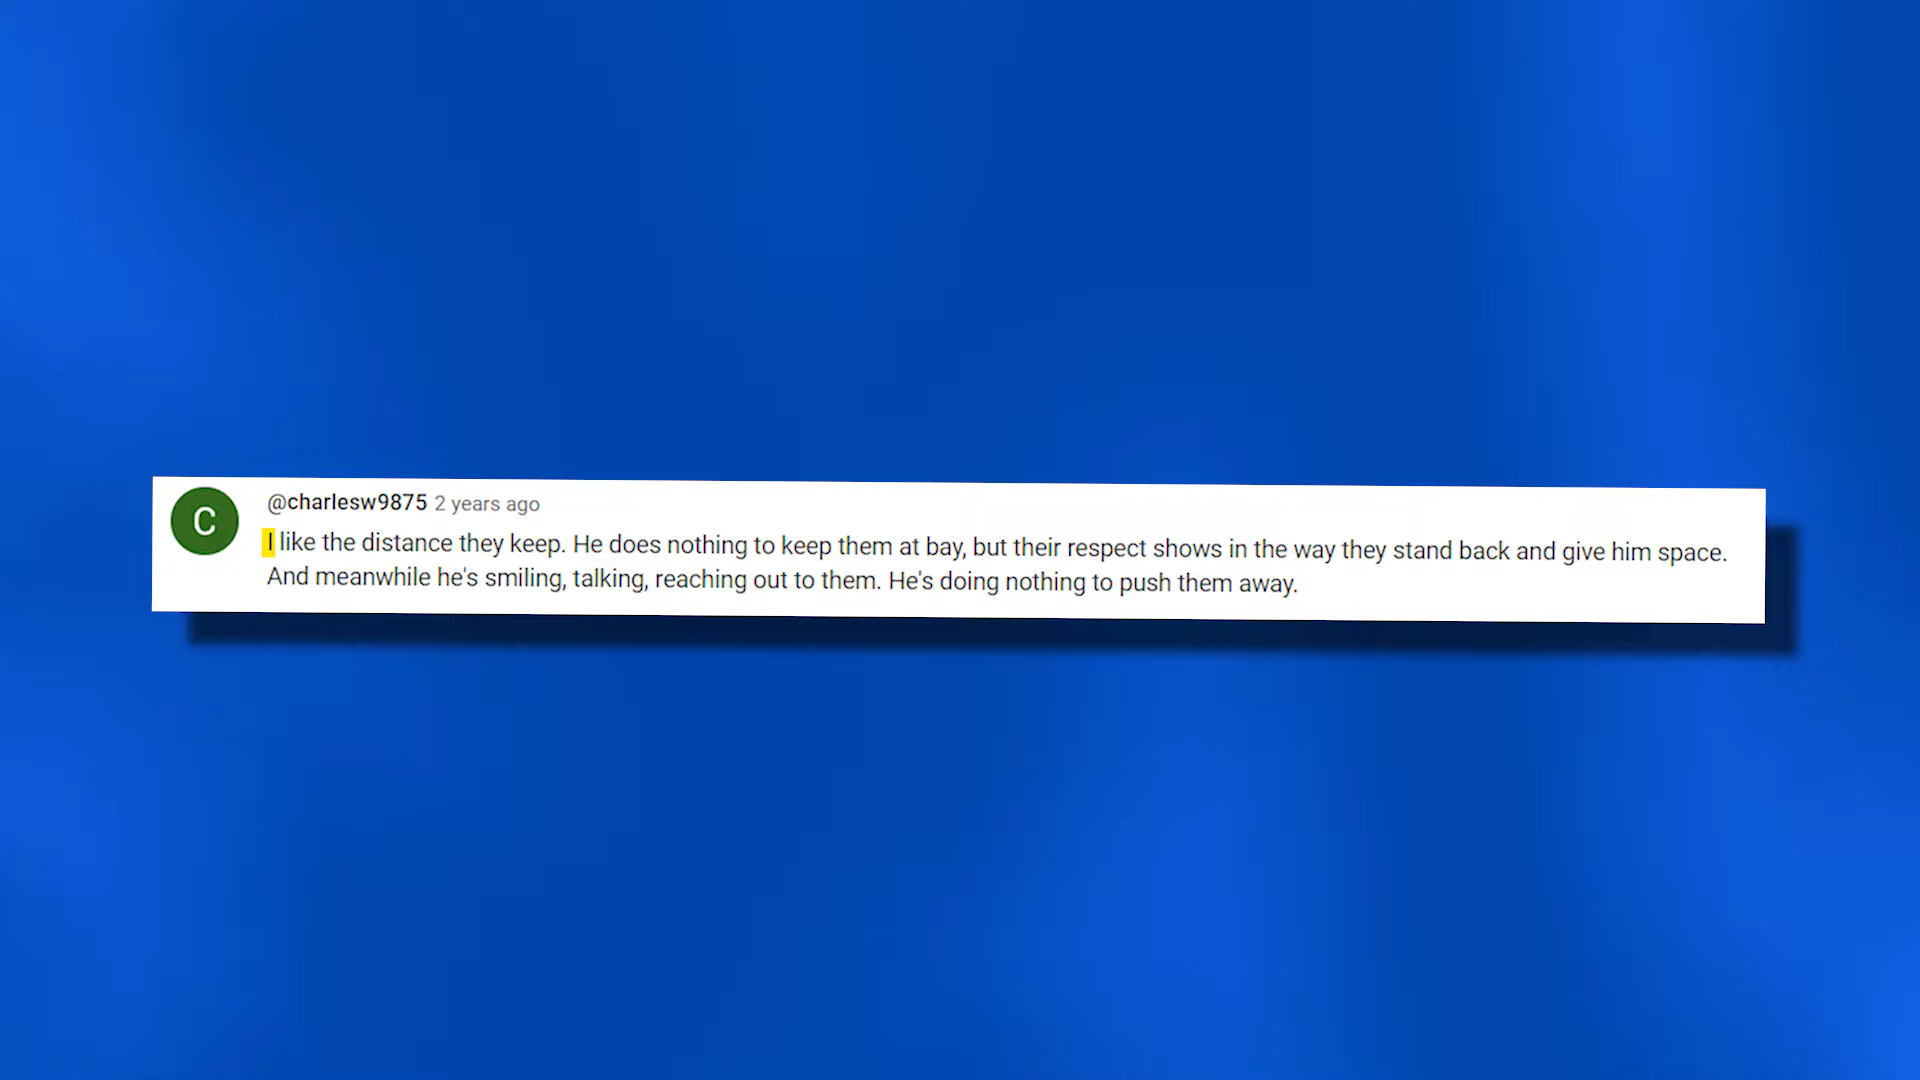 C
@charlesw9875 2 years ago
I like the distance they keep. He does nothing to keep them at bay, but their respect shows in the way they stand back and give him space.
And meanwhile he's smiling, talking, reaching out to them. He's doing nothing to push them away.